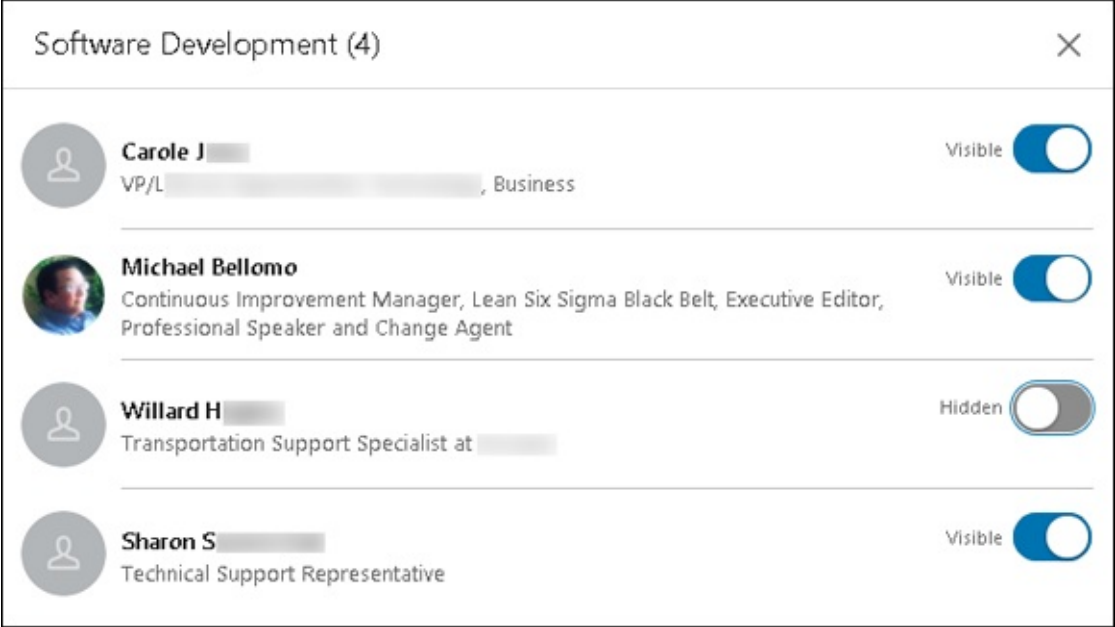 Software Development (4)
Carole J
Visible
VP/L , Business
Michael Bellomo
Visible
Continuous Improvement Manager, Lean Six Sigma Black Belt, Executive Editor,
Professional Speaker and Change Agent
Willard H
Hidden
Transportation Support Specialist at
Sharon S
Visible
Technical Support Representative